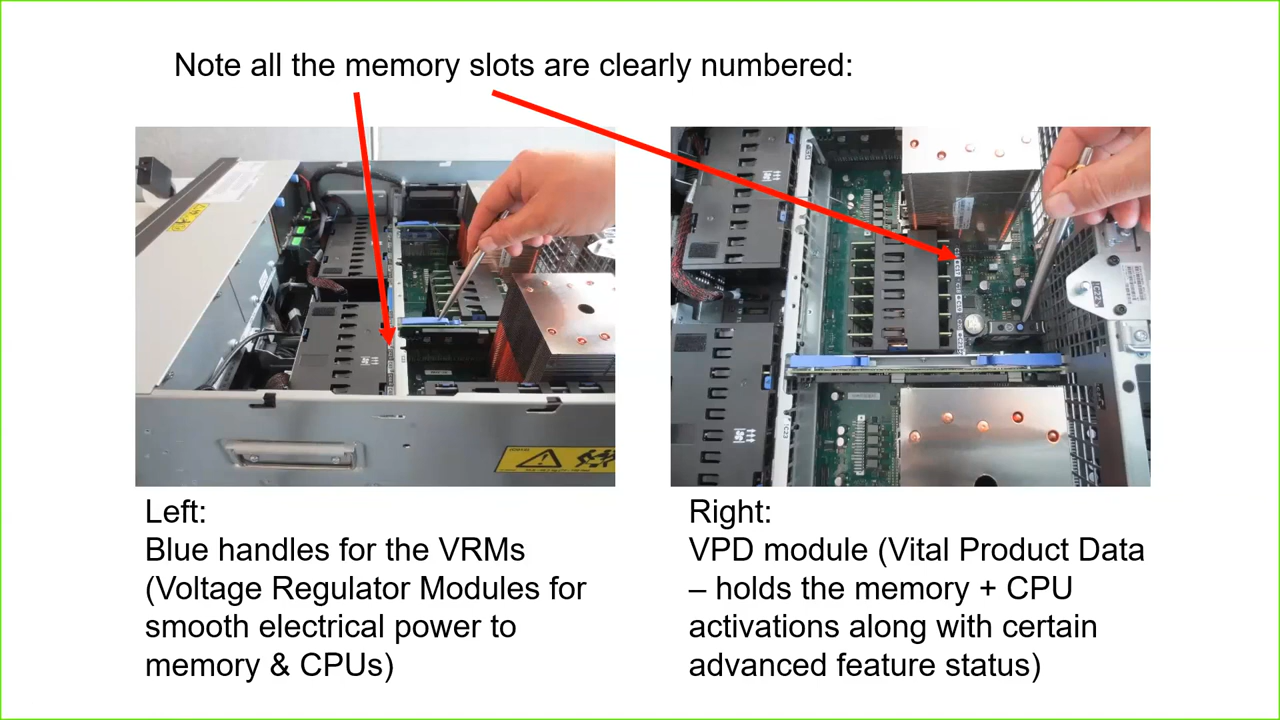 Note all the memory slots are clearly numbered:
Left:
Blue handles for the VRMs
(Voltage Regulator Modules for
smooth electrical power to
memory & CPUs)
Right:
VPD module (Vital Product Data
– holds the memory + CPU
activations along with certain
advanced feature status)